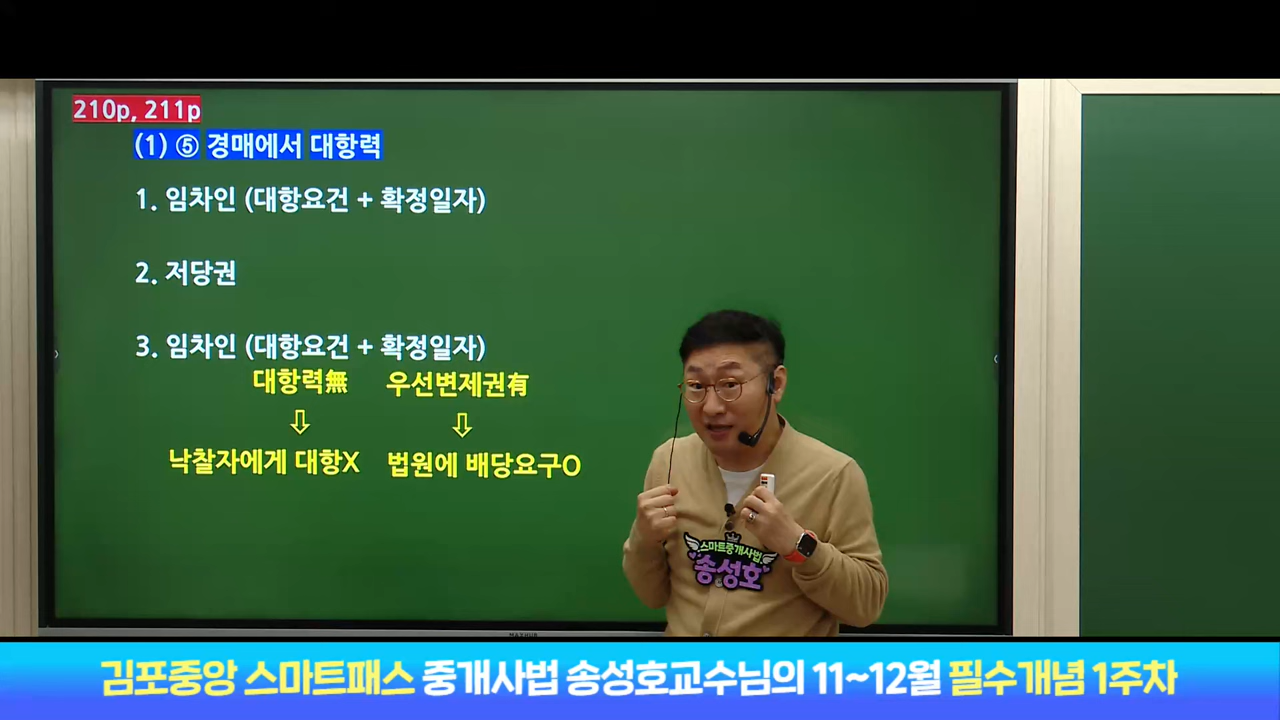 210p, 211p
(1) ⑤ 경매에서 대항력
1. 임차인 (대항요건 + 확정일자)
2. 저당권
3. 임차인 (대항요건 + 확정일자)
대항력無 우선변제권有
⇩ ⇩
낙찰자에게 대항X 법원에 배당요구O
스마트중개사법
송성호
김포중앙 스마트패스 중개사법 송성호교수님의 11~12월 필수개념 1주차